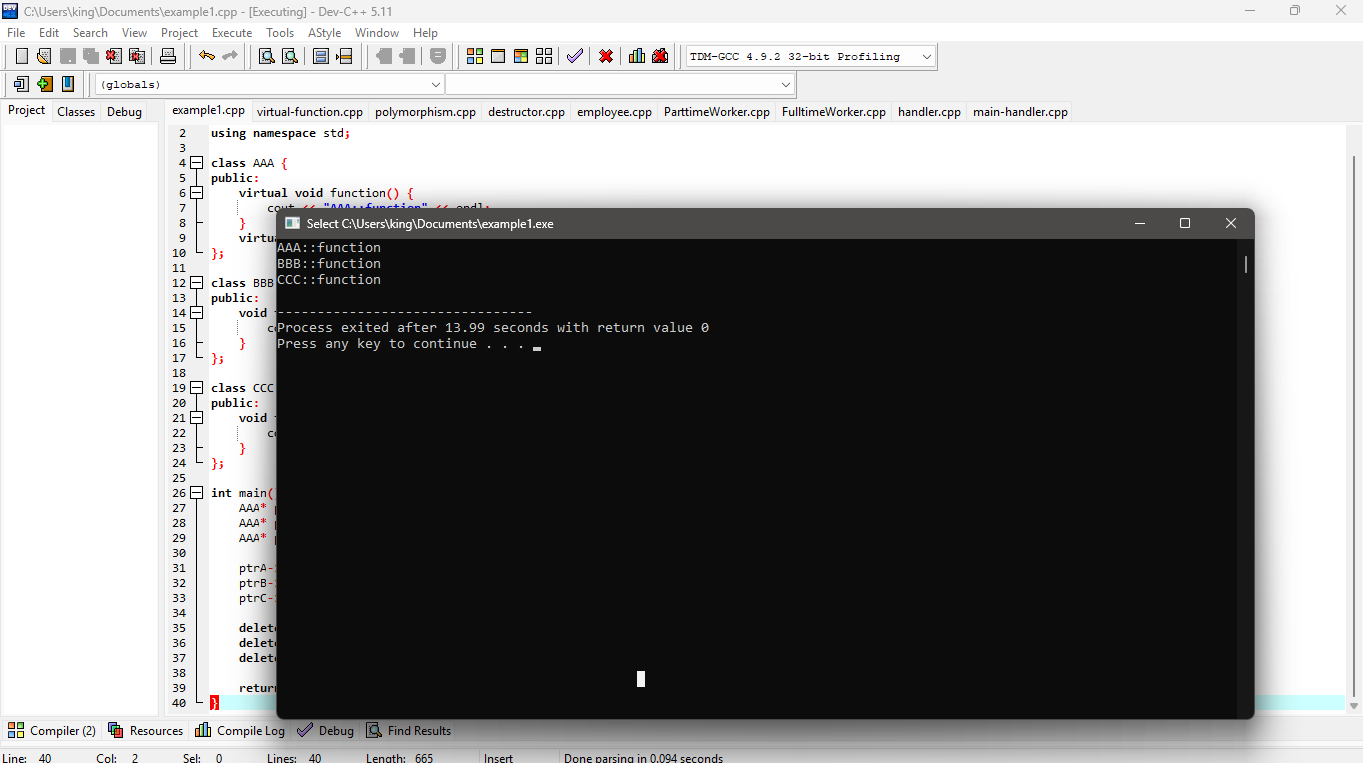 C:\Users\king\Documents\example1.cpp - [Executing] - Dev-C++ 5.11
File Edit Search View Project Execute Tools AStyle Window Help
TDM-GCC 4.9.2 32-bit Profiling
(globals)
Project Classes Debug
example1.cpp virtual-function.cpp polymorphism.cpp destructor.cpp employee.cpp ParttimeWorker.cpp FulltimeWorker.cpp handler.cpp main-handler.cpp
2 using namespace std;
3
4 class AAA {
5 public:
6 virtual void function() {
7 cout << "AAA::function" << endl;
8 }
9
10 };
11
12 class BBB
13 public:
14 void
15
16 }
17 };
18
19 class CCC
20 public:
21 void
22
23 }
24 };
25
26 int main(
27 AAA*
28 AAA*
29 AAA*
30
31 ptrA-
32 ptrB-
33 ptrC-
34
35
36
37
38
39
40 }
Select C:\Users\king\Documents\example1.exe
AAA::function
BBB::function
CCC::function
--------------------------------
Process exited after 13.99 seconds with return value 0
Press any key to continue . . .
Compiler (2) Resources Compile Log Debug Find Results
Line: 40 Col: 2 Sel: 0 Lines: 40 Length: 665 Insert Done parsing in 0.094 seconds